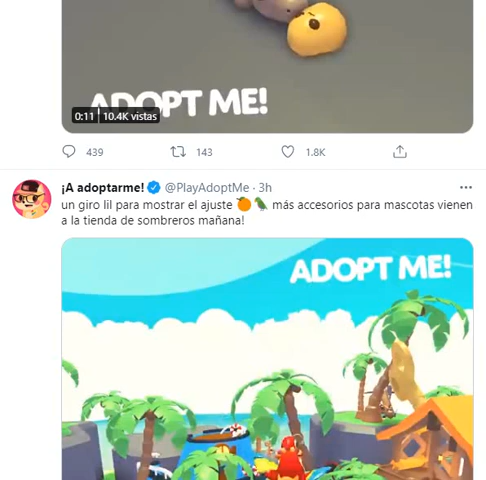 ADOPT ME!
0:11 10.4K vistas
439 143 1.8K
¡A adoptarme! @PlayAdoptMe · 3h
un giro lil para mostrar el ajuste 🍊🦜 más accesorios para mascotas vienen
a la tienda de sombreros mañana!
ADOPT ME!